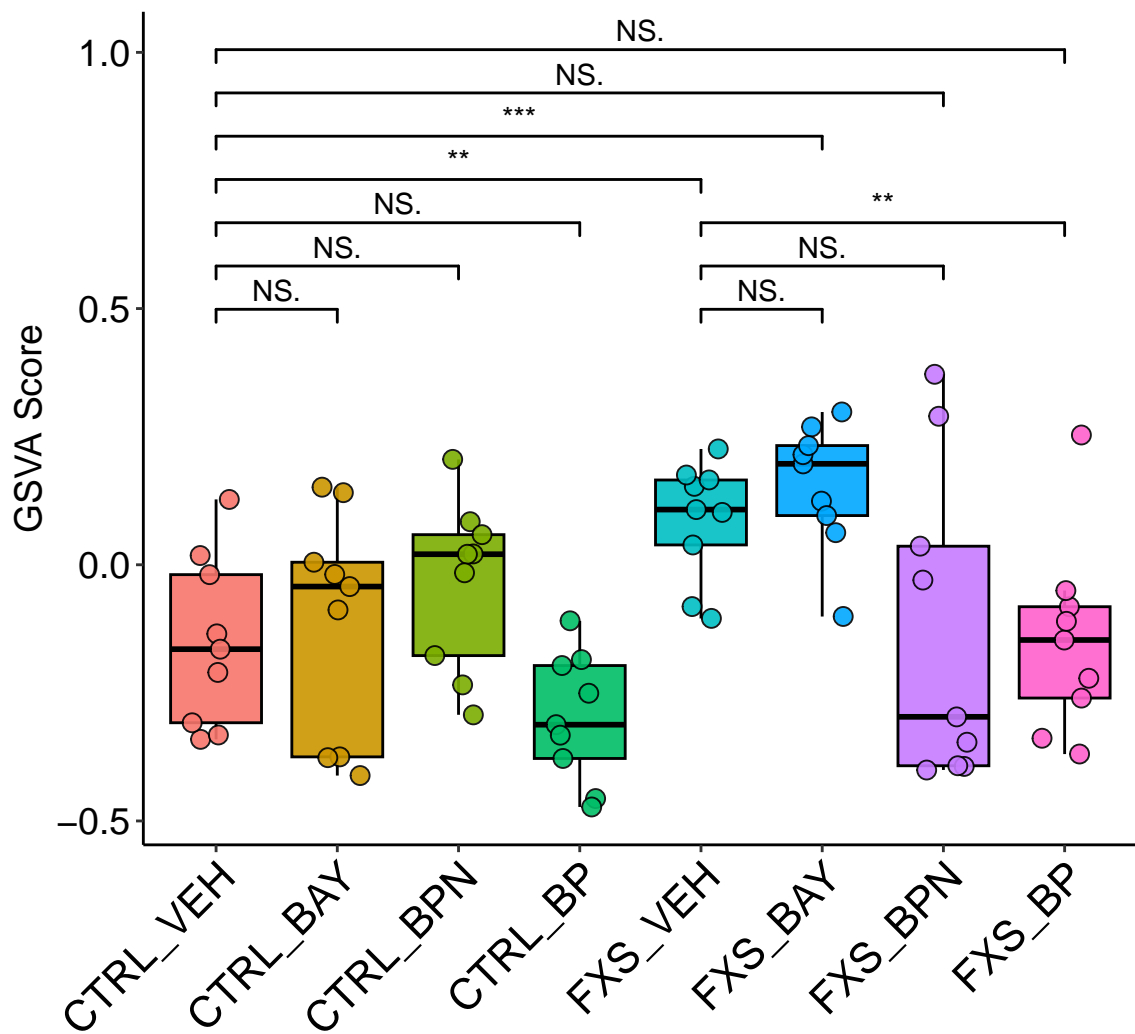 NS.
1.0
NS.
***
**
NS.
**
NS.
NS.
NS.
NS.
0.5
GSVA Score
0.0
−0.5
CTRL_VEH
CTRL_BAY
CTRL_BPN
CTRL_BP
FXS_VEH
FXS_BAY
FXS_BPN
FXS_BP